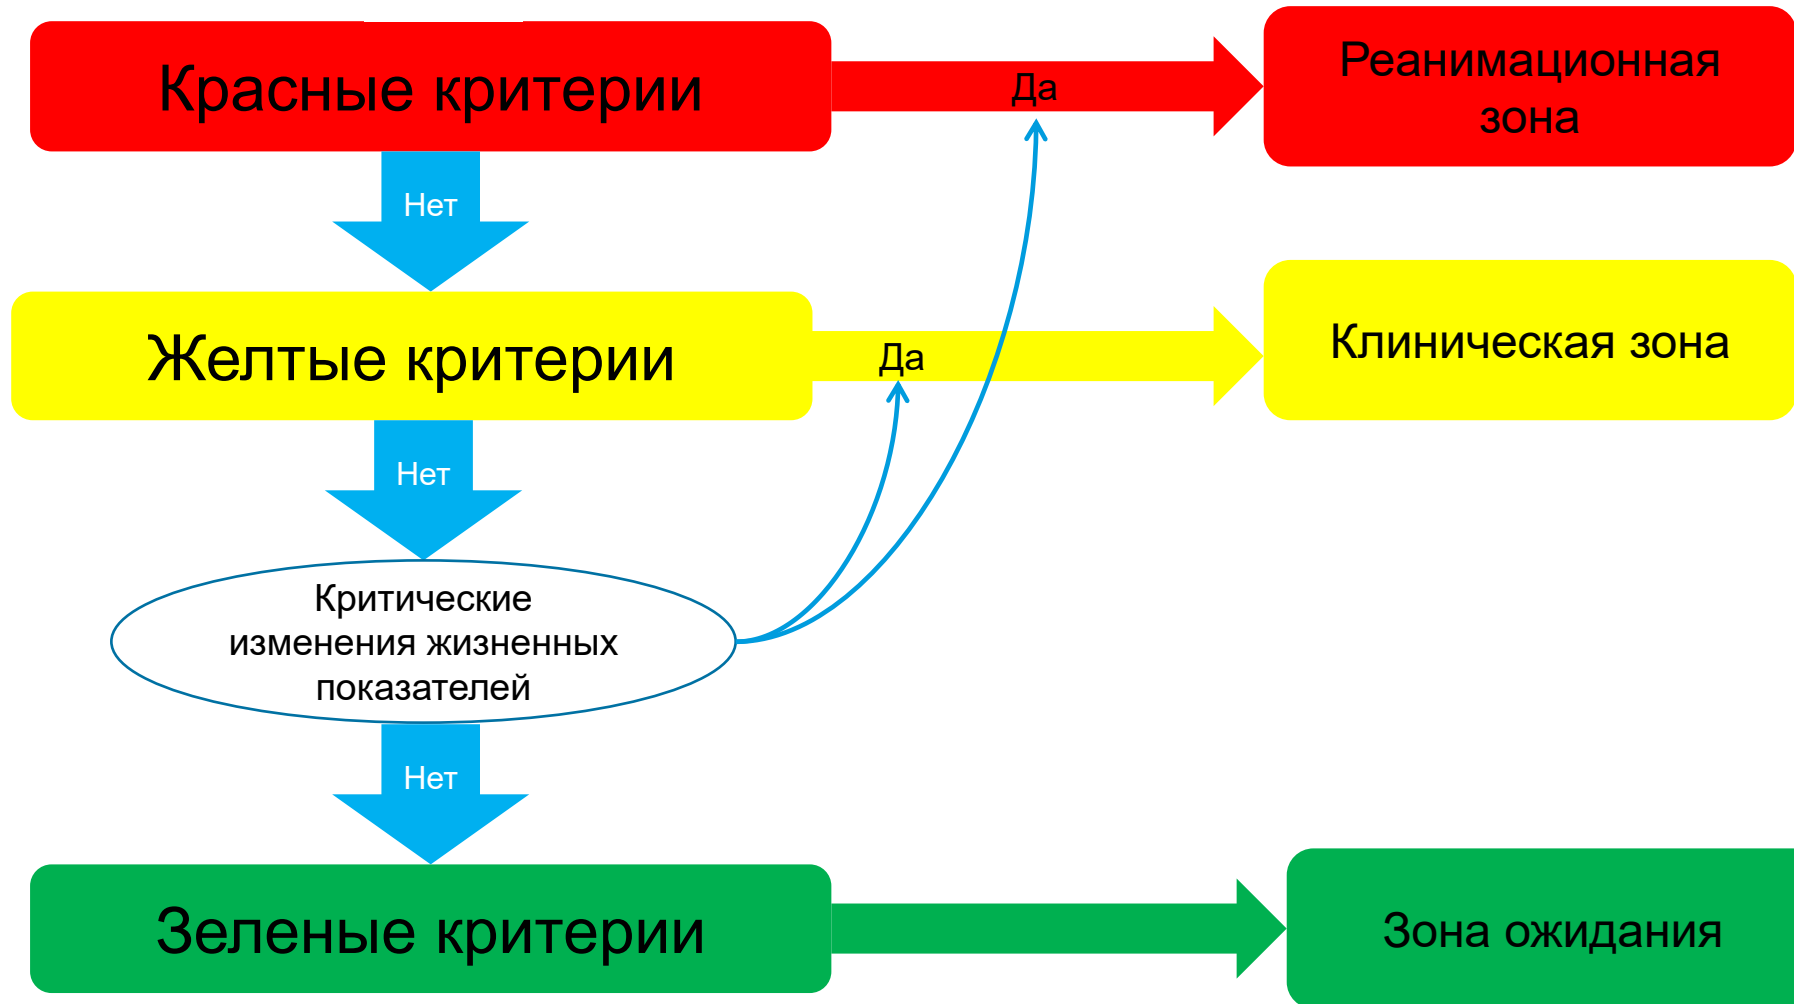 Красные критерии
Да
Реанимационная
зона
Нет
Желтые критерии
Да
Клиническая зона
Нет
Критические
изменения жизненных
показателей
Нет
Зеленые критерии
Зона ожидания